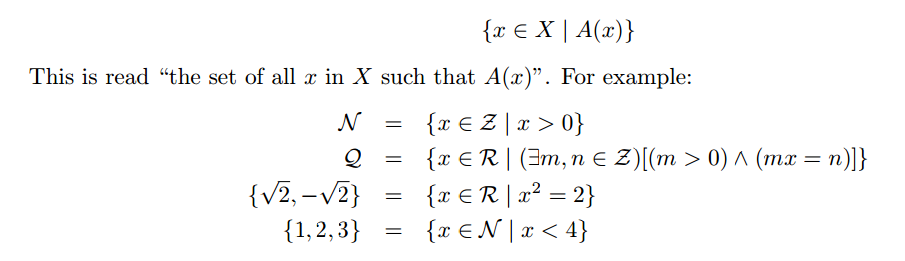 {x ∈ X | A(x)}
This is read “the set of all x in X such that A(x)”. For example:
𝒩 = {x ∈ 𝒵 | x > 0}
𝒬 = {x ∈ ℛ | (∃m, n ∈ 𝒵)[(m > 0) ∧ (mx = n)]}
{√2, −√2} = {x ∈ ℛ | x² = 2}
{1, 2, 3} = {x ∈ 𝒩 | x < 4}